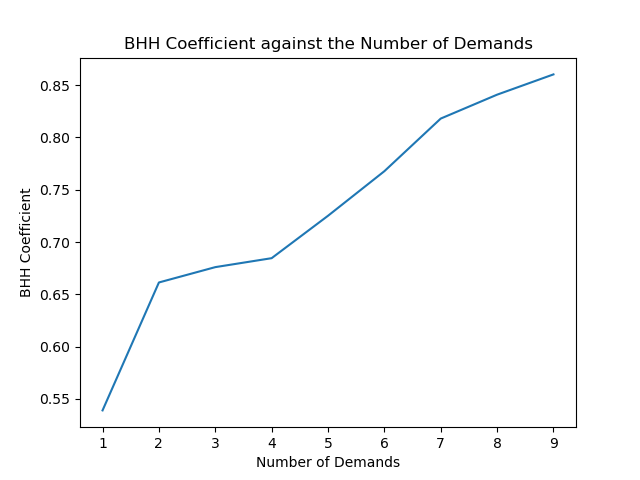 BHH Coefficient against the Number of Demands
0.85
0.80
0.75
0.70
0.65
0.60
0.55
BHH Coefficient
1 2 3 4 5 6 7 8 9
Number of Demands